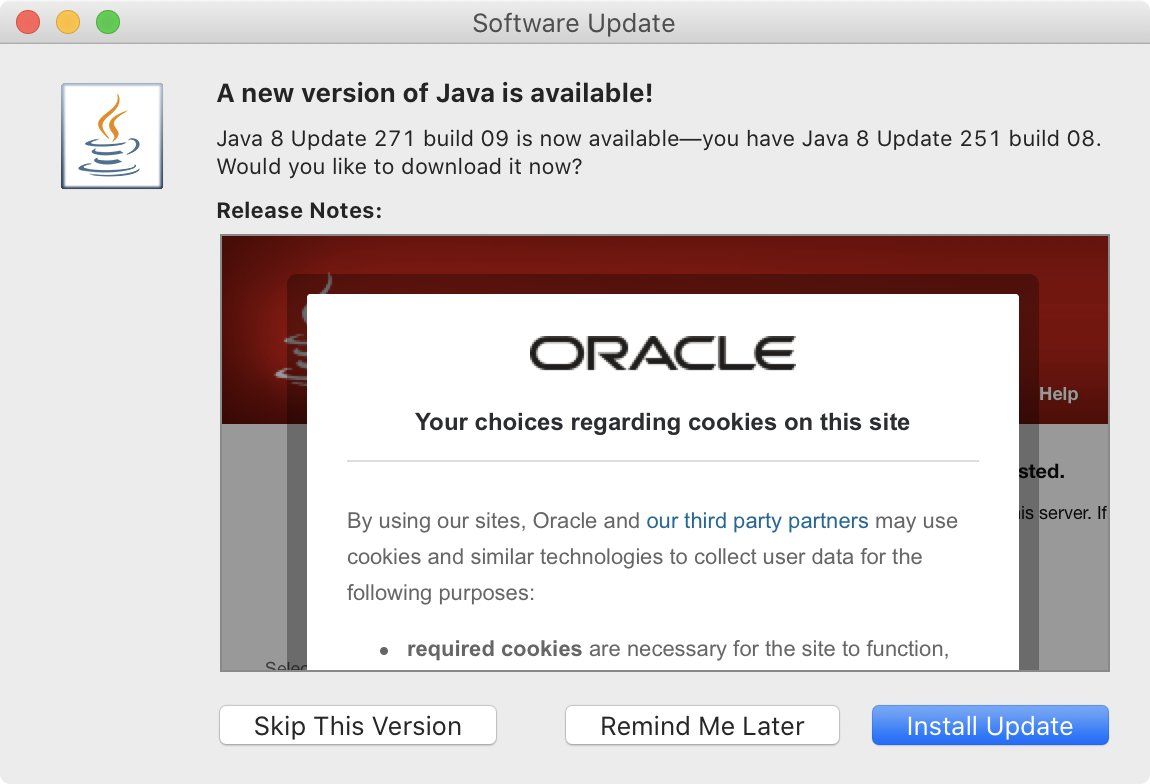 Software Update
A new version of Java is available!
Java 8 Update 271 build 09 is now available—you have Java 8 Update 251 build 08.
Would you like to download it now?
Release Notes:
ORACLE
Help
Your choices regarding cookies on this site
sted.
By using our sites, Oracle and our third party partners may use
is server. If
cookies and similar technologies to collect user data for the
following purposes:
• required cookies are necessary for the site to function,
Selec
Skip This Version
Remind Me Later
Install Update